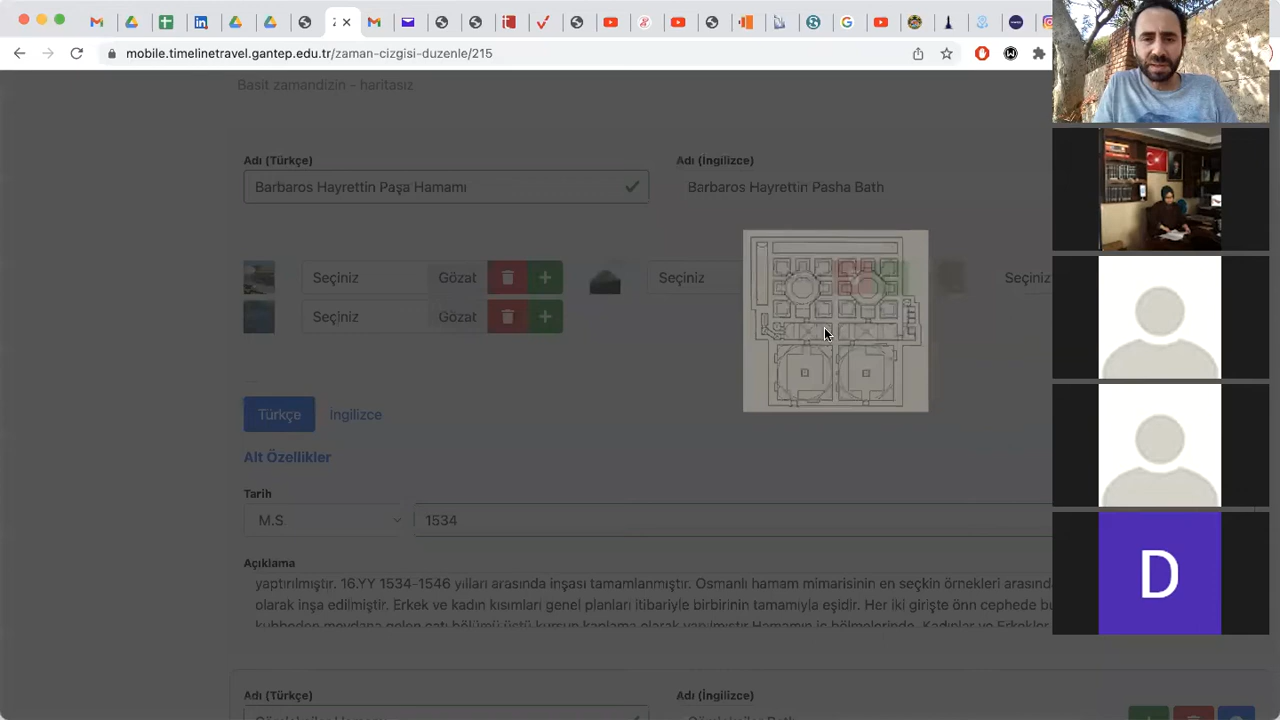 mobile.timelinetravel.gantep.edu.tr/zaman-cizgisi-duzenle/215
Basit zamandizin - haritasız
Adı (Türkçe)
Adı (İngilizce)
Barbaros Hayrettin Paşa Hamamı
Barbaros Hayrettin Pasha Bath
Seçiniz Gözat
Seçiniz
Seçiniz
Seçiniz Gözat
Türkçe
İngilizce
Alt Özellikler
Tarih
M.S
1534
Açıklama
yaptırılmıştır. 16.YY 1534-1546 yılları arasında inşası tamamlanmıştır. Osmanlı hamam mimarisinin en seçkin örnekleri arasınd
olarak inşa edilmiştir. Erkek ve kadın kısımları genel planları itibariyle birbirinin tamamıyla eşidir. Her iki girişte önn cephede bu
Adı (Türkçe)
Adı (İngilizce)
D